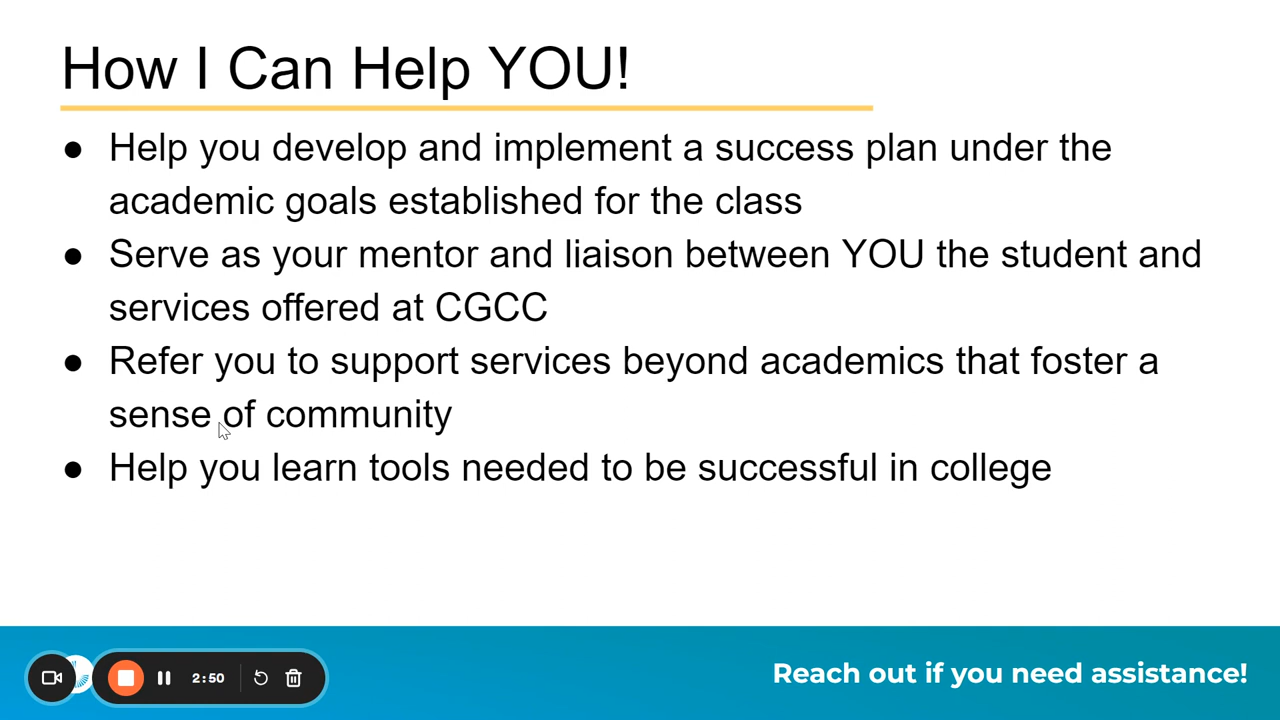 How I Can Help YOU!
● Help you develop and implement a success plan under the
academic goals established for the class
● Serve as your mentor and liaison between YOU the student and
services offered at CGCC
● Refer you to support services beyond academics that foster a
sense of community
● Help you learn tools needed to be successful in college
2:50
Reach out if you need assistance!